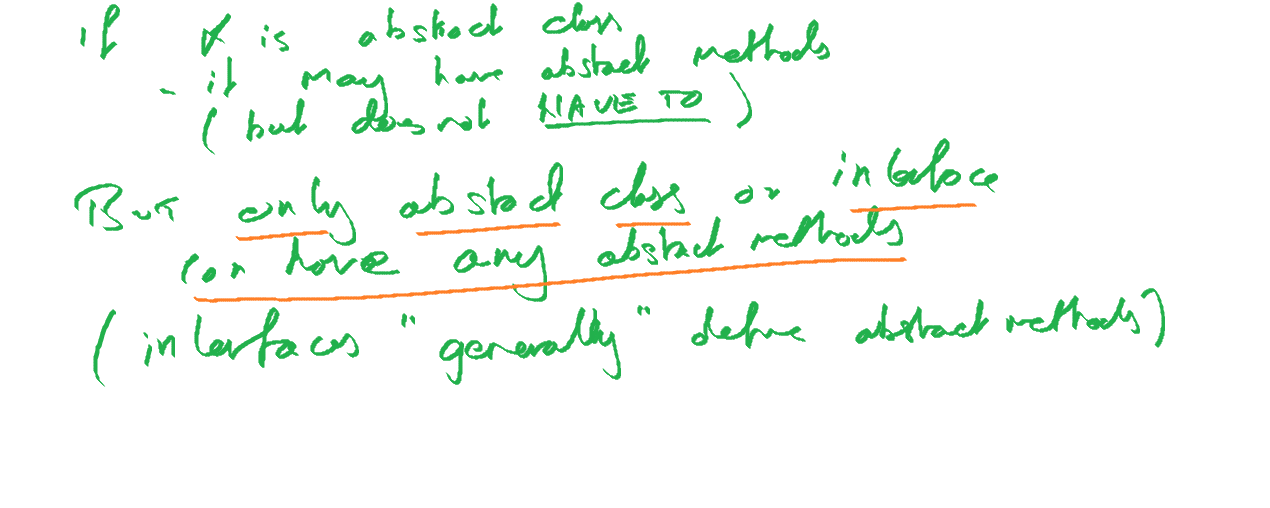 if X is abstract class
- it may have abstract methods
(but does not HAVE TO)
But only abstract class or interface
can have any abstract methods
(interfaces "generally" define abstract methods)